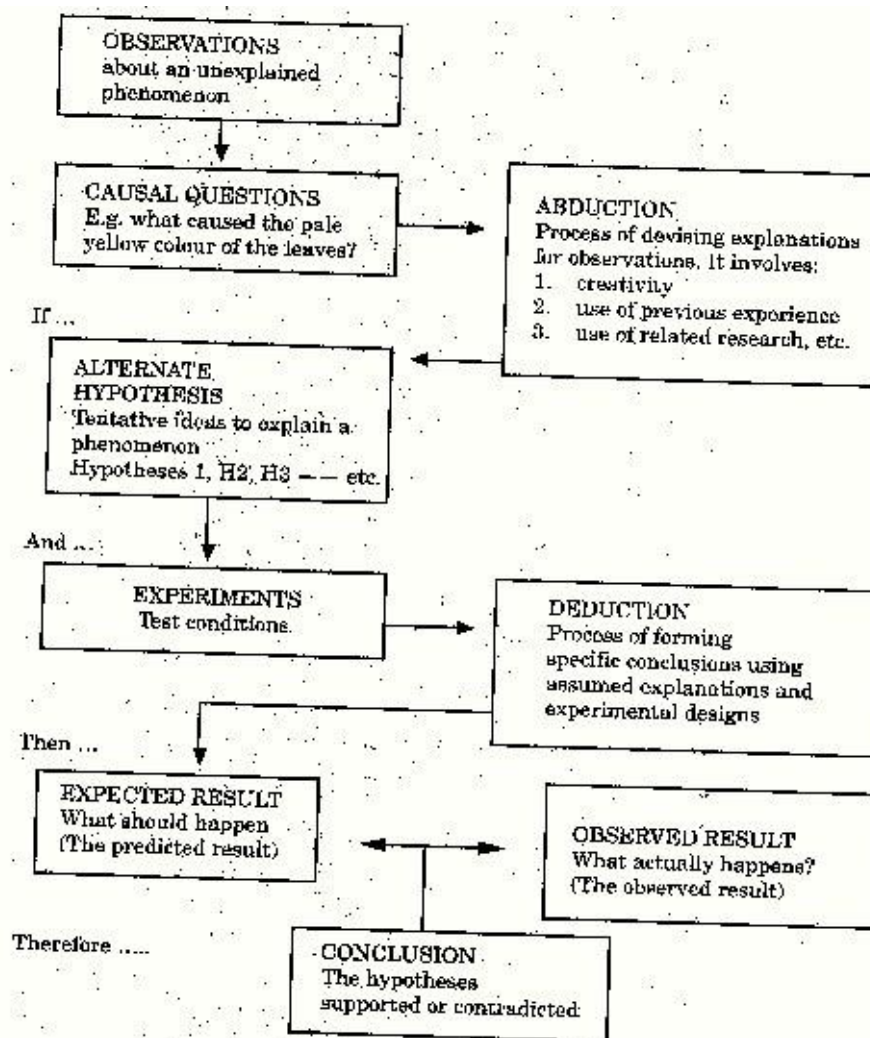 OBSERVATIONS
about an unexplained
phenomenon
CAUSAL QUESTIONS
E.g. what caused the pale
yellow colour of the leaves?
ABDUCTION
Process of devising explanations
for observations. It involves:
1. creativity
2. use of previous experience
3. use of related research, etc.
If ...
ALTERNATE
HYPOTHESIS
Tentative ideas to explain a
phenomenon
Hypotheses 1, H2, H3 –– etc.
And ...
EXPERIMENTS
Test conditions.
DEDUCTION
Process of forming
specific conclusions using
assumed explanations and
experimental designs
Then ...
EXPECTED RESULT
What should happen
(The predicted result)
OBSERVED RESULT
What actually happens?
(The observed result)
Therefore .....
CONCLUSION
The hypotheses
supported or contradicted